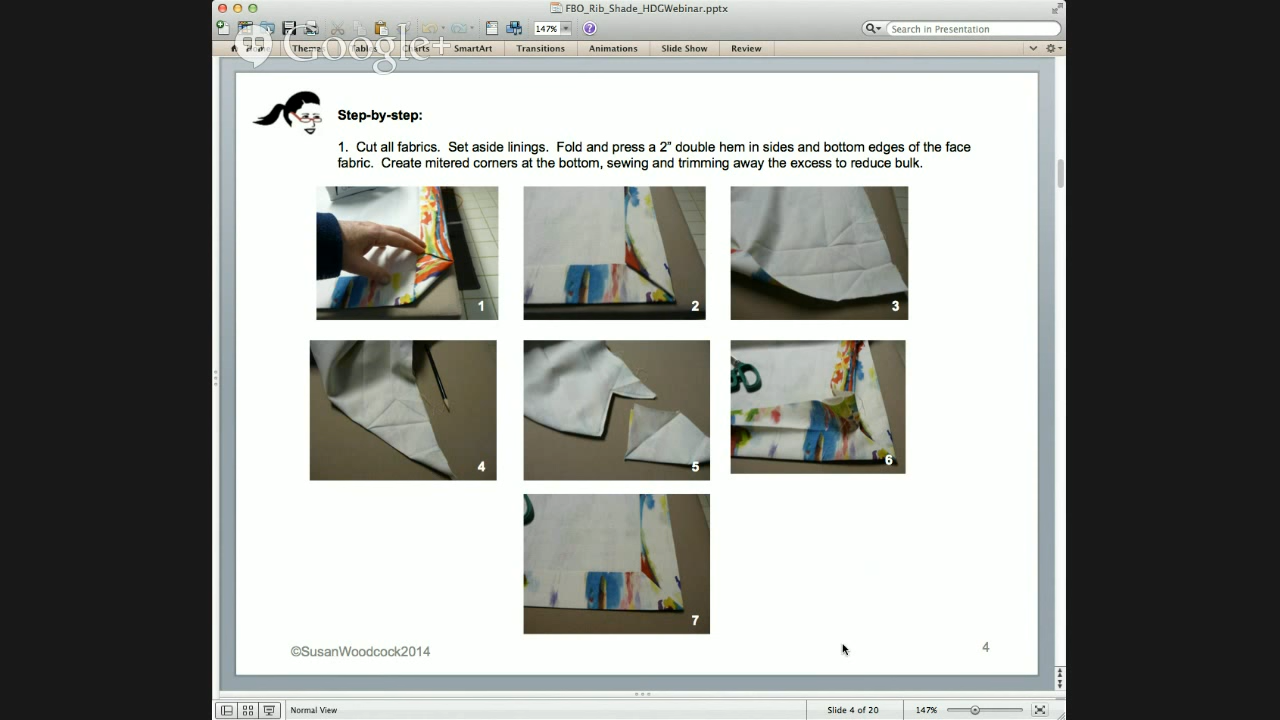 FBO_Rib_Shade_HDGWebinar.pptx
147%
Search in Presentation
Google+
Themes Tables Charts SmartArt Transitions Animations Slide Show Review
Step-by-step:
1. Cut all fabrics. Set aside linings. Fold and press a 2" double hem in sides and bottom edges of the face
fabric. Create mitered corners at the bottom, sewing and trimming away the excess to reduce bulk.
1 2 3
4 5 6
7
©SusanWoodcock2014
4
Normal View Slide 4 of 20 147%